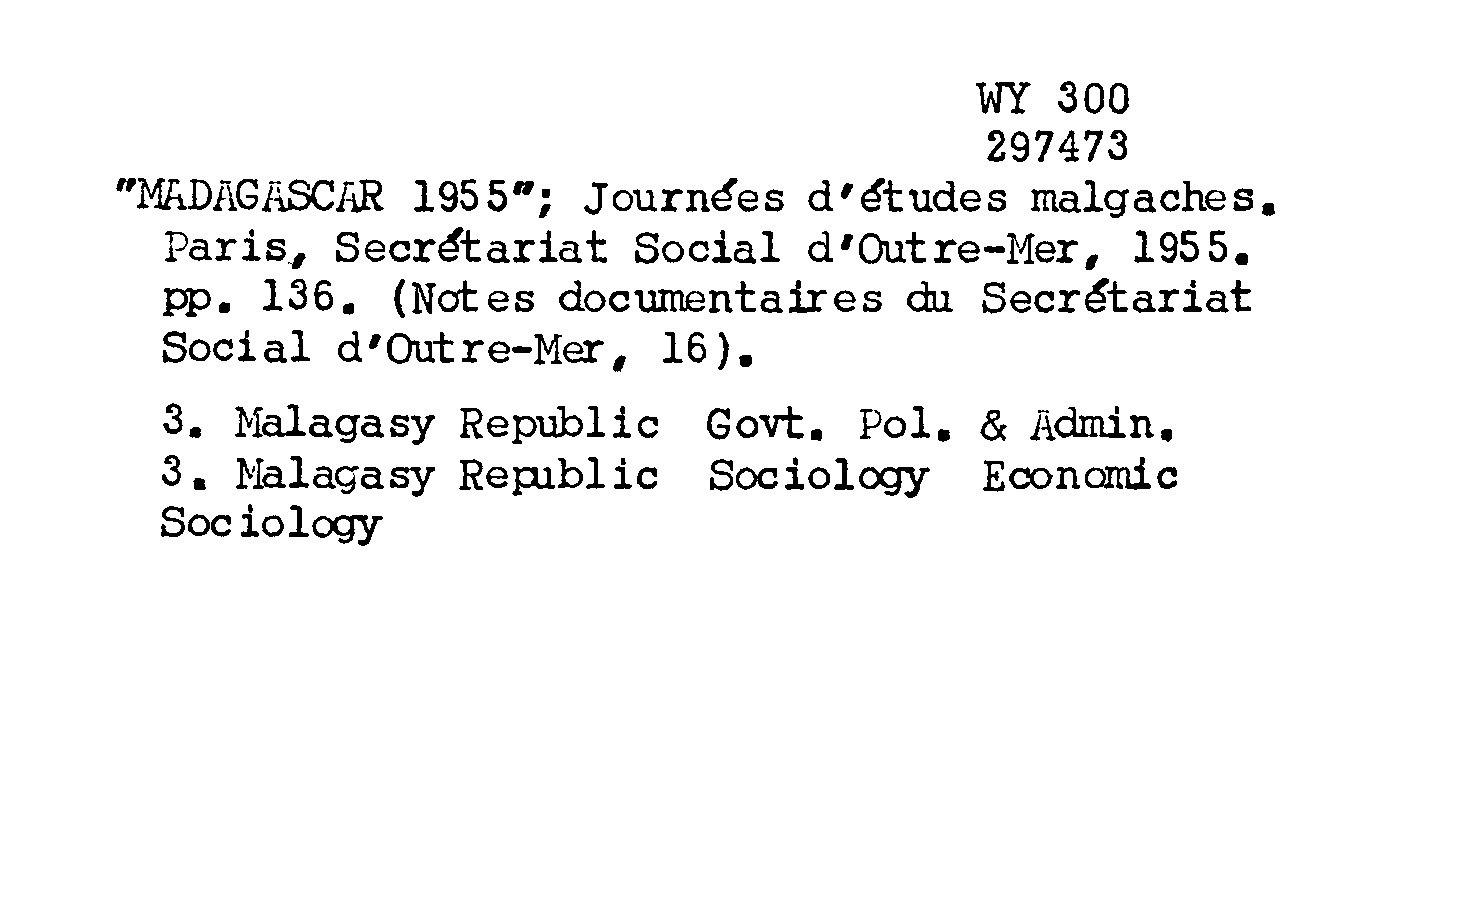 WY 300
297473
"MADAGASCAR 1955"; Journées d'études malgaches.
Paris, Secrétariat Social d'Outre-Mer, 1955.
pp. 136. (Notes documentaires du Secrétariat
Social d'Outre-Mer, 16).
3. Malagasy Republic Govt. Pol. & Admin.
3. Malagasy Republic Sociology Economic
Sociology